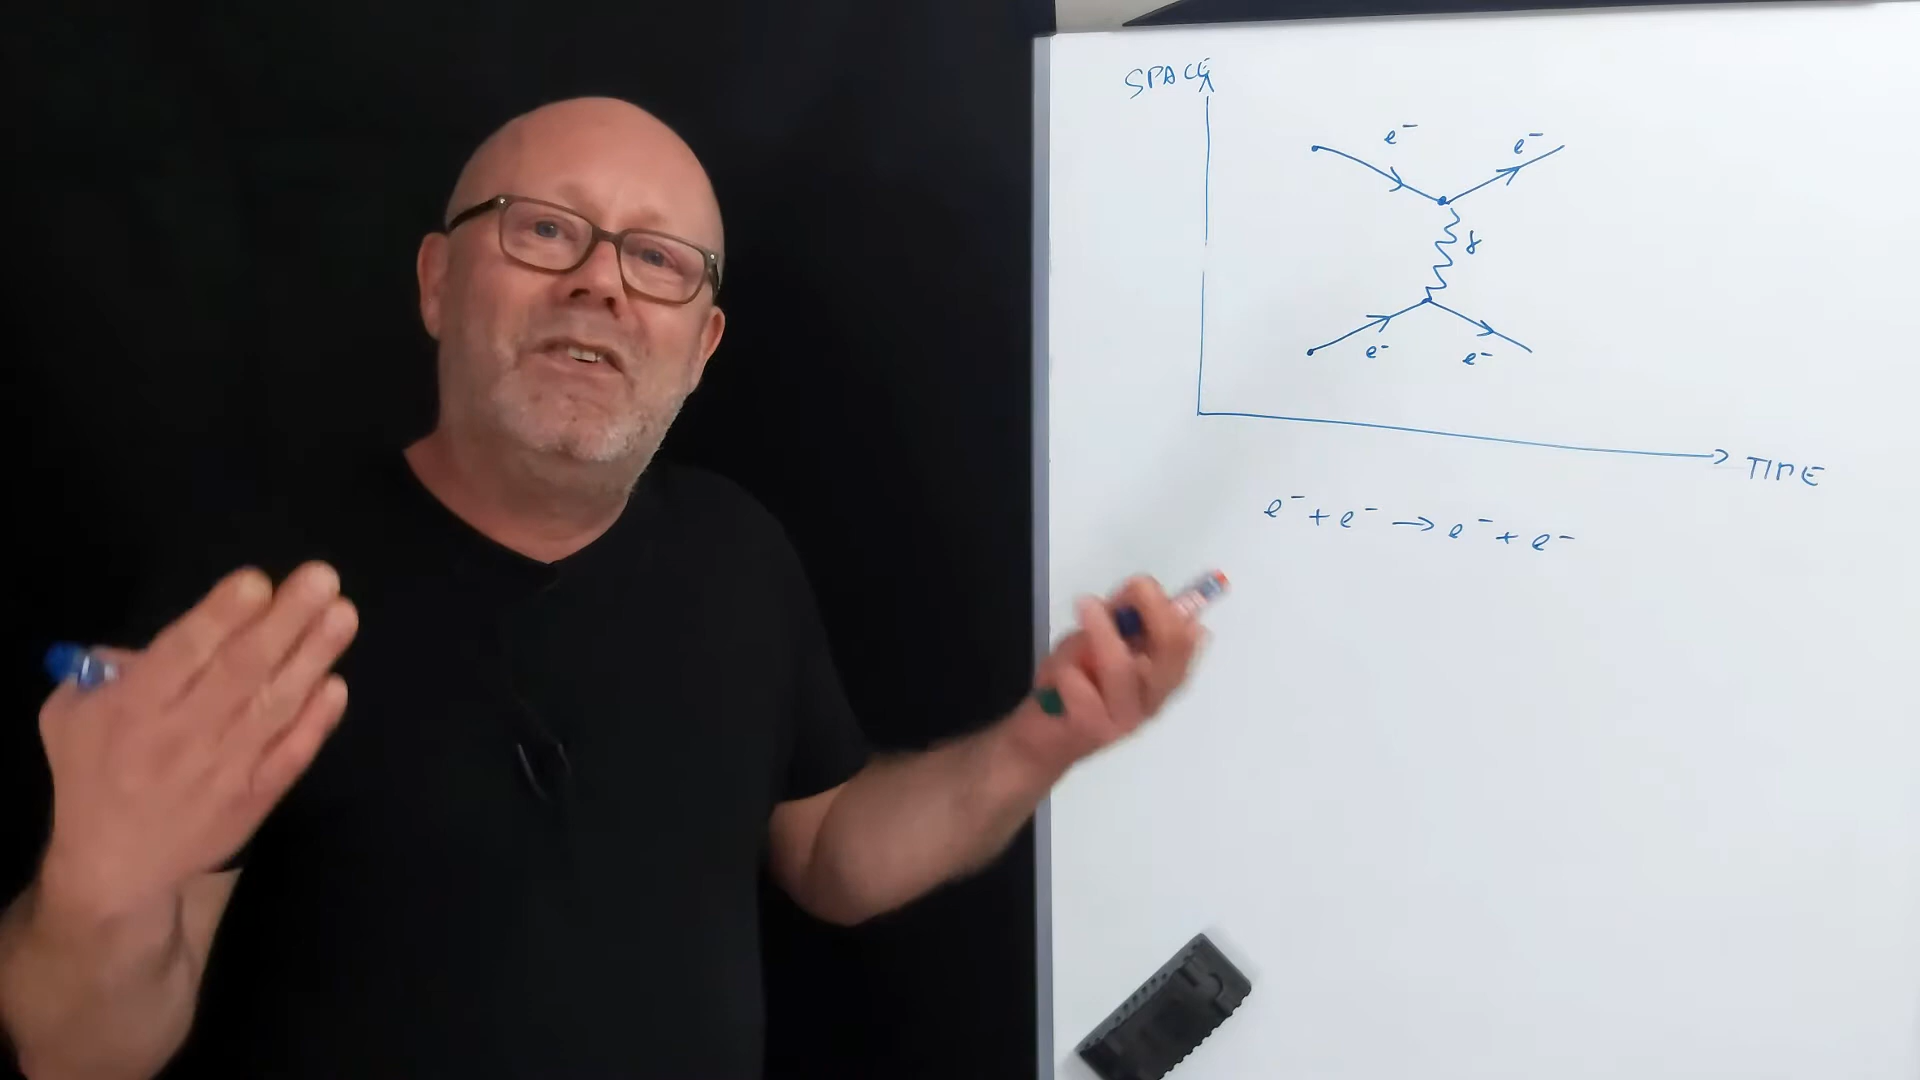 SPACE
e⁻ e⁻
γ
e⁻ e⁻
TIME
e⁻ + e⁻ → e⁻ + e⁻